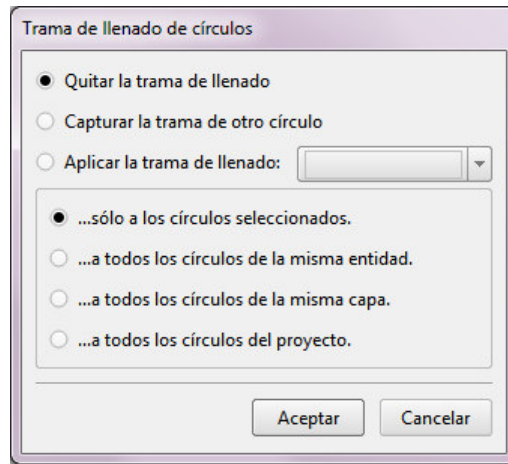 Trama de llenado de círculos
Quitar la trama de llenado
Capturar la trama de otro círculo
Aplicar la trama de llenado:
...sólo a los círculos seleccionados.
...a todos los círculos de la misma entidad.
...a todos los círculos de la misma capa.
...a todos los círculos del proyecto.
Aceptar Cancelar